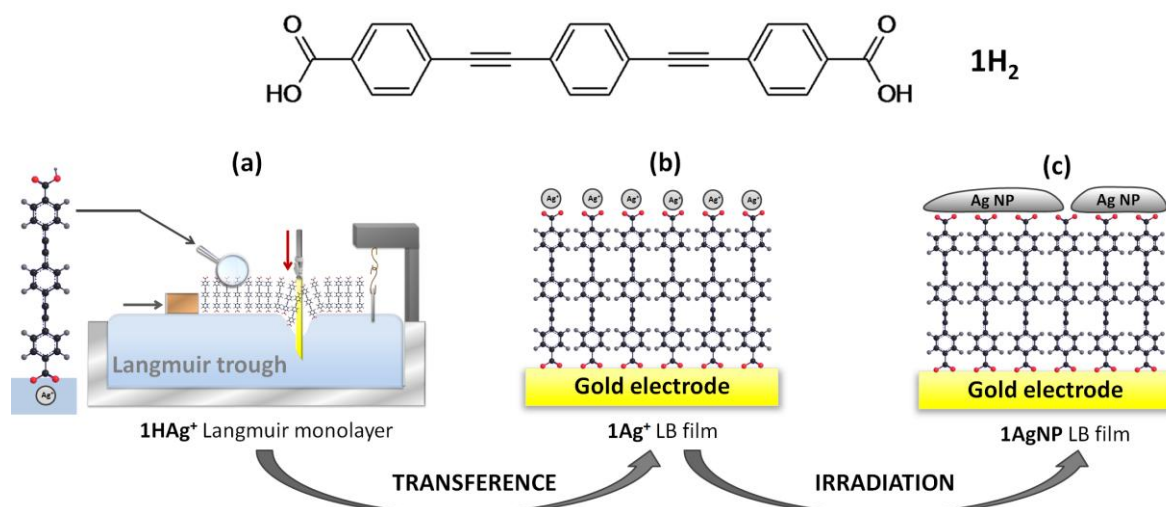 O
O
HO
OH
1H₂
(a)
(b)
(c)
Ag⁺ Ag⁺ Ag⁺ Ag⁺ Ag⁺ Ag⁺
Ag NP
Ag NP
Langmuir trough
Ag⁺
Gold electrode
Gold electrode
1HAg⁺ Langmuir monolayer
1Ag⁺ LB film
1AgNP LB film
TRANSFERENCE
IRRADIATION